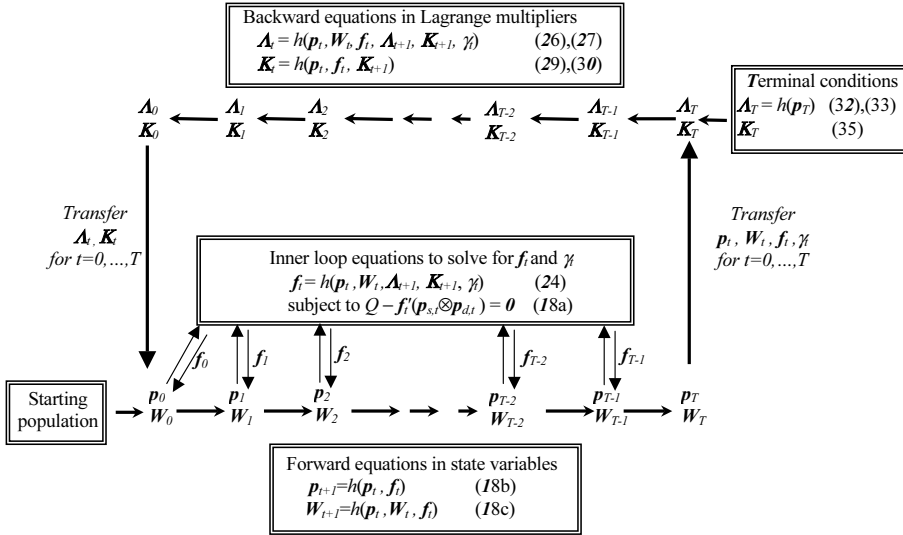 Backward equations in Lagrange multipliers
Λt = h(pt, Wt, ft, Λt+1, Kt+1, γt) (26),(27)
Kt = h(pt, ft, Kt+1) (29),(30)
Terminal conditions
ΛT = h(pT) (32),(33)
KT (35)
Λ0 Λ1 Λ2 ΛT-2 ΛT-1 ΛT
K0 K1 K2 KT-2 KT-1 KT
Transfer
Λt, Kt
for t=0,...,T
Transfer
pt, Wt, ft, γt
for t=0,...,T
Inner loop equations to solve for ft and γt
ft = h(pt, Wt, Λt+1, Kt+1, γt) (24)
subject to Q – ft′(ps,t⊗pd,t) = 0 (18a)
f0 f1 f2 fT-2 fT-1
Starting
population
p0 p1 p2 pT-2 pT-1 pT
W0 W1 W2 WT-2 WT-1 WT
Forward equations in state variables
pt+1=h(pt, ft) (18b)
Wt+1=h(pt, Wt, ft) (18c)